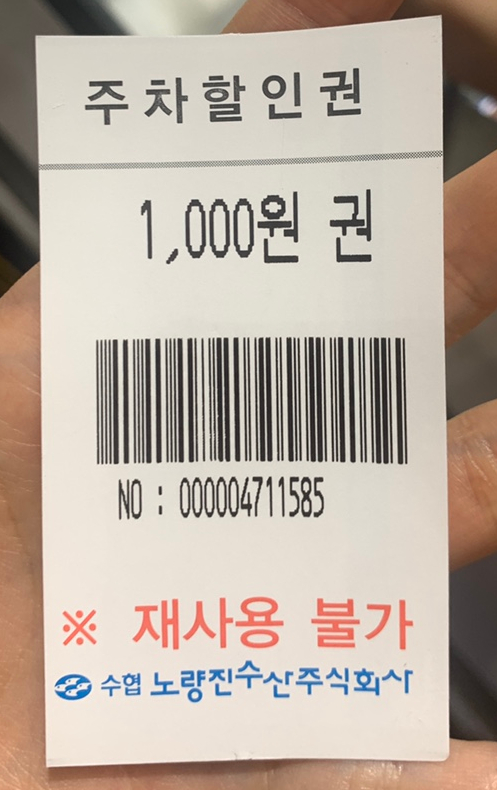 주차할인권
1,000원 권
NO : 000004711585
※ 재사용 불가
수협 노량진수산주식회사